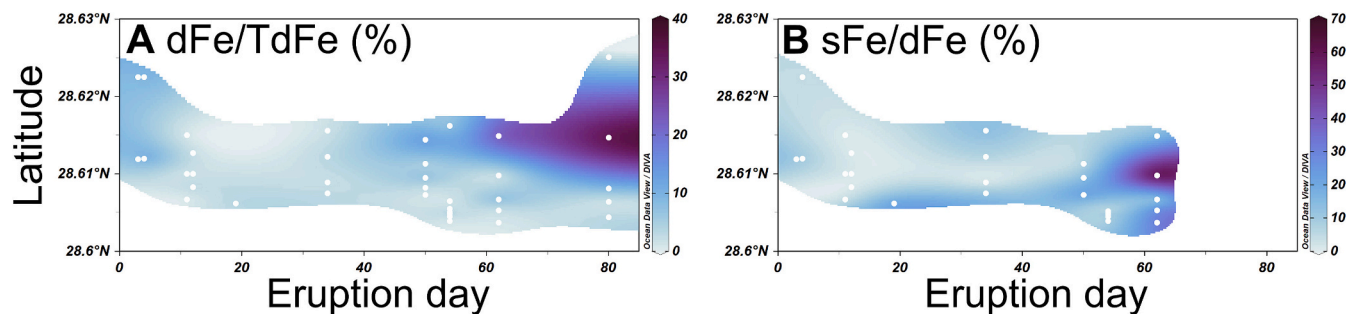 A dFe/TdFe (%)
Latitude
28.63°N
28.62°N
28.61°N
28.6°N
0
20
40
60
80
Eruption day
40
30
20
10
0
Ocean Data View / DIVA
B sFe/dFe (%)
28.63°N
28.62°N
28.61°N
28.6°N
0
20
40
60
80
Eruption day
70
60
50
40
30
20
10
0
Ocean Data View / DIVA